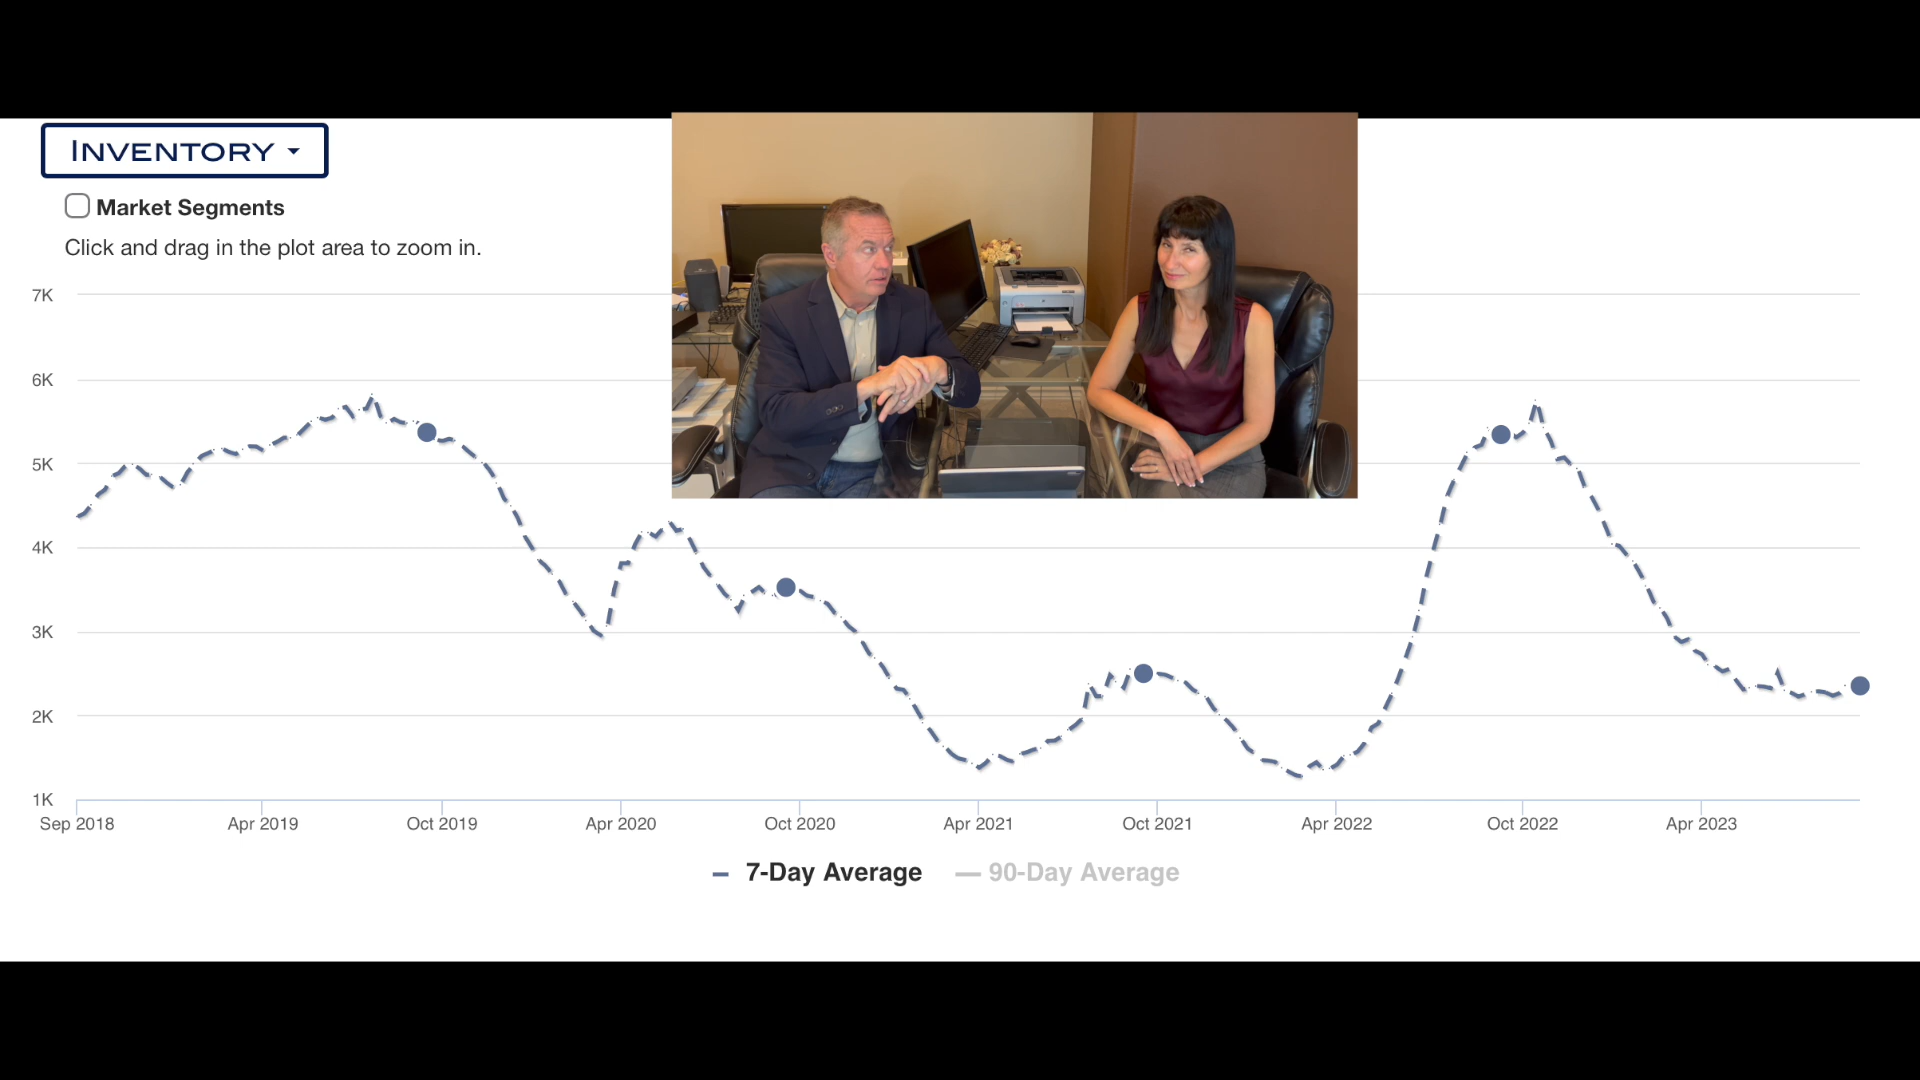 INVENTORY
Market Segments
Click and drag in the plot area to zoom in.
7K
6K
5K
4K
3K
2K
1K
Sep 2018 Apr 2019 Oct 2019 Apr 2020 Oct 2020 Apr 2021 Oct 2021 Apr 2022 Oct 2022 Apr 2023
7-Day Average 90-Day Average